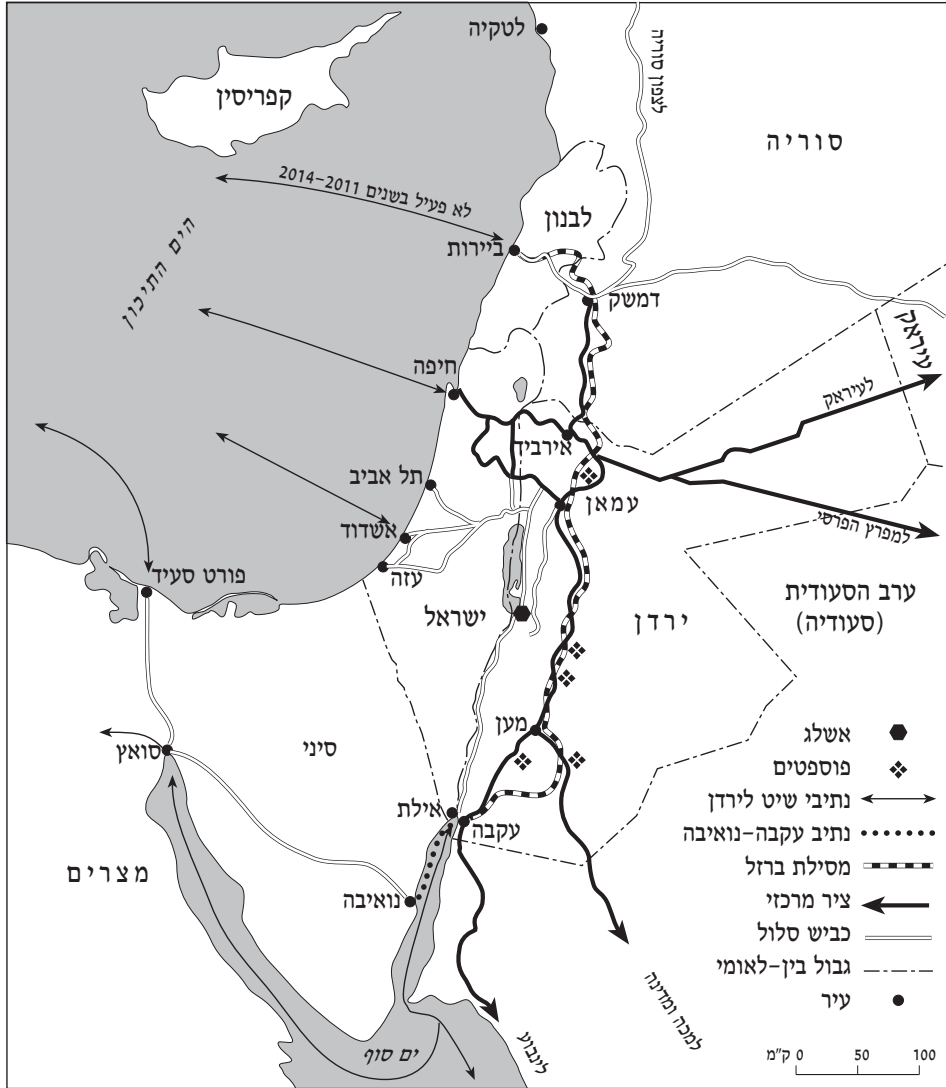 לטקיה
לצפון סוריה
קפריסין
סוריה
לא פעיל בשנים 2011–2014
לבנון
ביירות
הים התיכון
דמשק
עיראק
חיפה
לעיראק
אירביד
תל אביב
עמאן
אשדוד
למפרץ הפרסי
עזה
פורט סעיד
ישראל
ירדן
ערב הסעודית
(סעודיה)
מען
סואץ
סיני
אילת
עקבה
מצרים
נואיבה
למכה ומדינה
לינבוע
ים סוף
אשלג
פוספטים
נתיבי שיט לירדן
נתיב עקבה-נואיבה
מסילת ברזל
ציר מרכזי
כביש סלול
גבול בין-לאומי
עיר
ק"מ 0 50 100